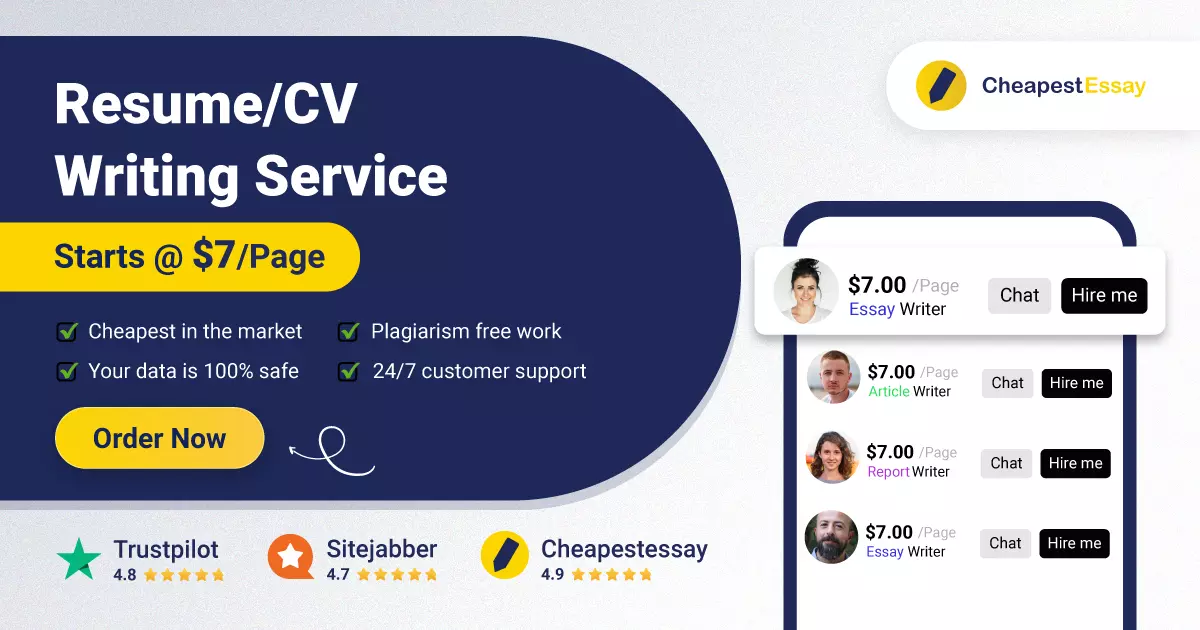 Resume/CV
Writing Service
Starts @ $7/Page
Cheapest in the market
Plagiarism free work
Your data is 100% safe
24/7 customer support
Order Now
Trustpilot
4.8
Sitejabber
4.7
Cheapestessay
4.9
CheapestEssay
$7.00 /Page
Essay Writer
Chat
Hire me
$7.00 /Page
Article Writer
Chat
Hire me
$7.00 /Page
Report Writer
Chat
Hire me
$7.00 /Page
Essay Writer
Chat
Hire me